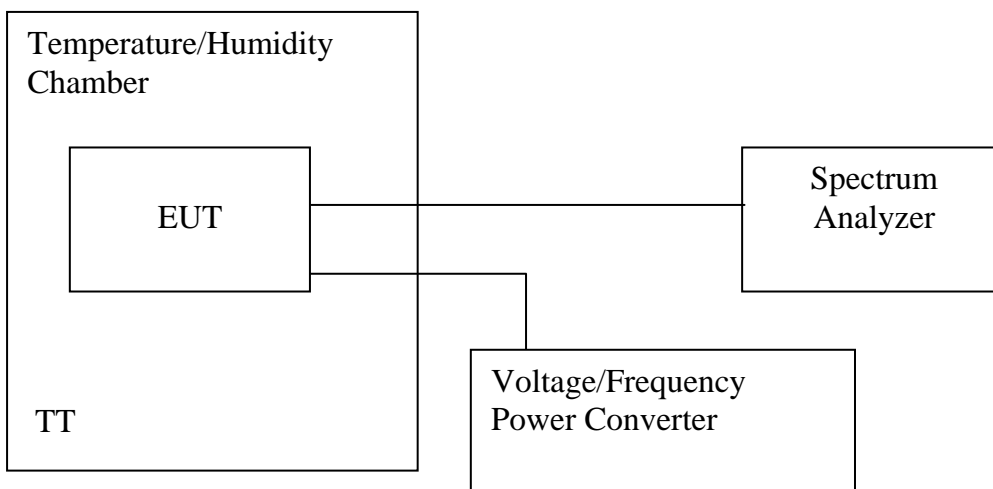 Temperature/Humidity
Chamber
EUT
Spectrum
Analyzer
Voltage/Frequency
Power Converter
TT